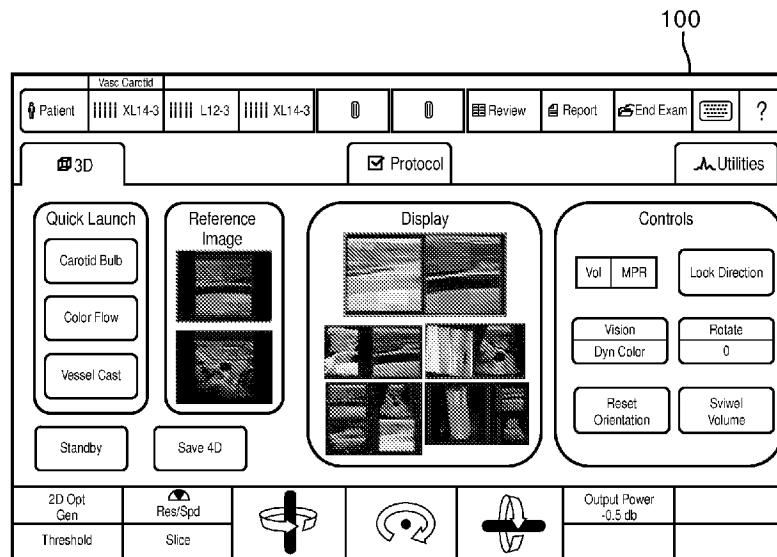 100
Vasc Carotid
Patient XL14-3 L12-3 XL14-3 Review Report End Exam ?
3D Protocol Utilities
Quick Launch
Carotid Bulb
Color Flow
Vessel Cast
Reference
Image
Display
Controls
Vol MPR
Look Direction
Vision
Dyn Color
Rotate
0
Reset
Orientation
Sviwel
Volume
Standby
Save 4D
2D Opt
Gen
Threshold
Res/Spd
Slice
Output Power
-0.5 db